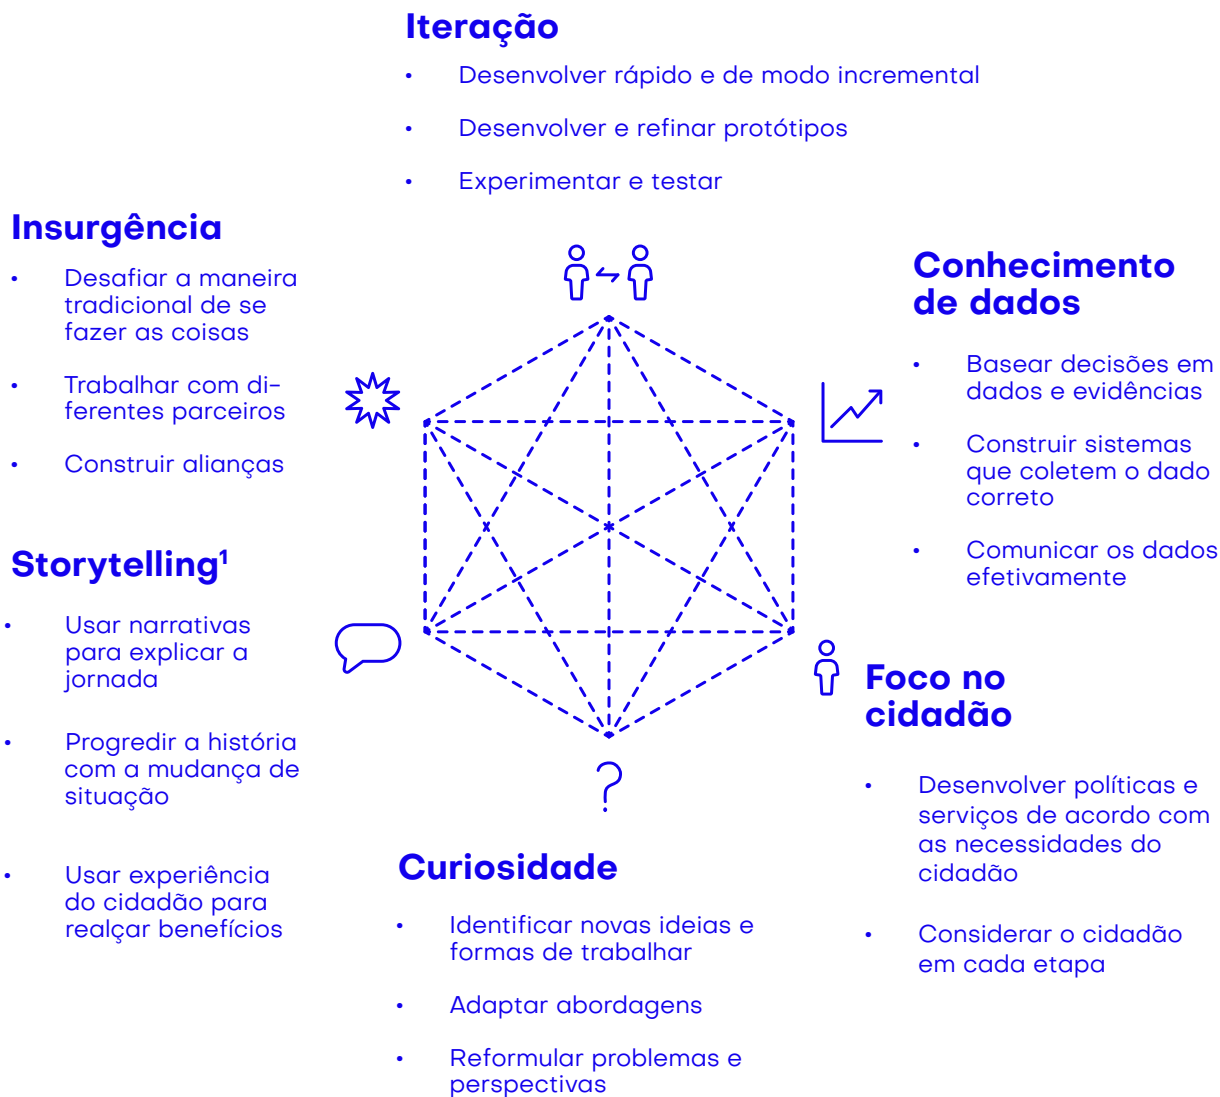 Iteração
• Desenvolver rápido e de modo incremental
• Desenvolver e refinar protótipos
• Experimentar e testar
Insurgência
• Desafiar a maneira
tradicional de se
fazer as coisas
• Trabalhar com di-
ferentes parceiros
• Construir alianças
Conhecimento
de dados
• Basear decisões em
dados e evidências
• Construir sistemas
que coletem o dado
correto
• Comunicar os dados
efetivamente
Storytelling¹
• Usar narrativas
para explicar a
jornada
• Progredir a história
com a mudança de
situação
• Usar experiência
do cidadão para
realçar benefícios
Foco no
cidadão
• Desenvolver políticas e
serviços de acordo com
as necessidades do
cidadão
• Considerar o cidadão
em cada etapa
?
Curiosidade
• Identificar novas ideias e
formas de trabalhar
• Adaptar abordagens
• Reformular problemas e
perspectivas